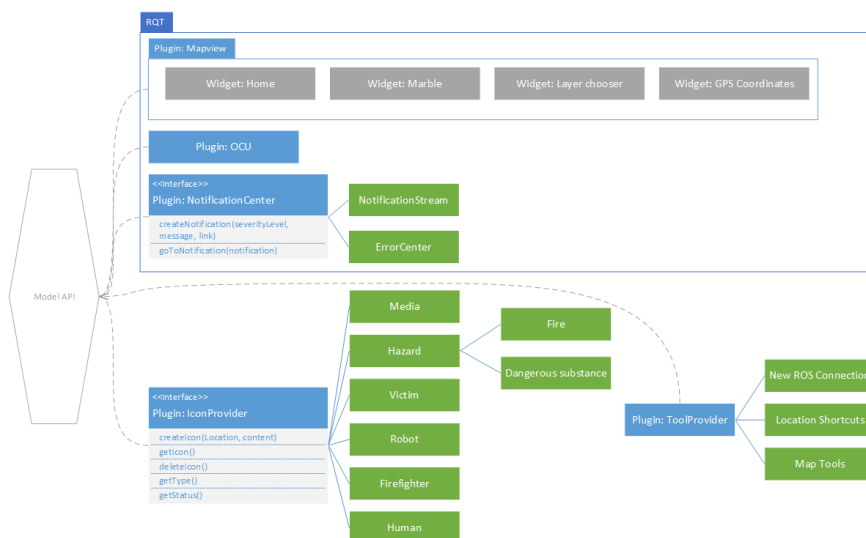 RQT
Plugin: Mapview
Widget: Home
Widget: Marble
Widget: Layer chooser
Widget: GPS Coordinates
Plugin: OCU
<<Interface>>
Plugin: NotificationCenter
createNotification(severityLevel,
message, link)
goToNotification(notification)
NotificationStream
ErrorCenter
Model API
<<Interface>>
Plugin: IconProvider
createIcon(Location, content)
getIcon()
deleteIcon()
getType()
getStatus()
Media
Hazard
Victim
Robot
Firefighter
Human
Fire
Dangerous substance
Plugin: ToolProvider
New ROS Connection
Location Shortcuts
Map Tools